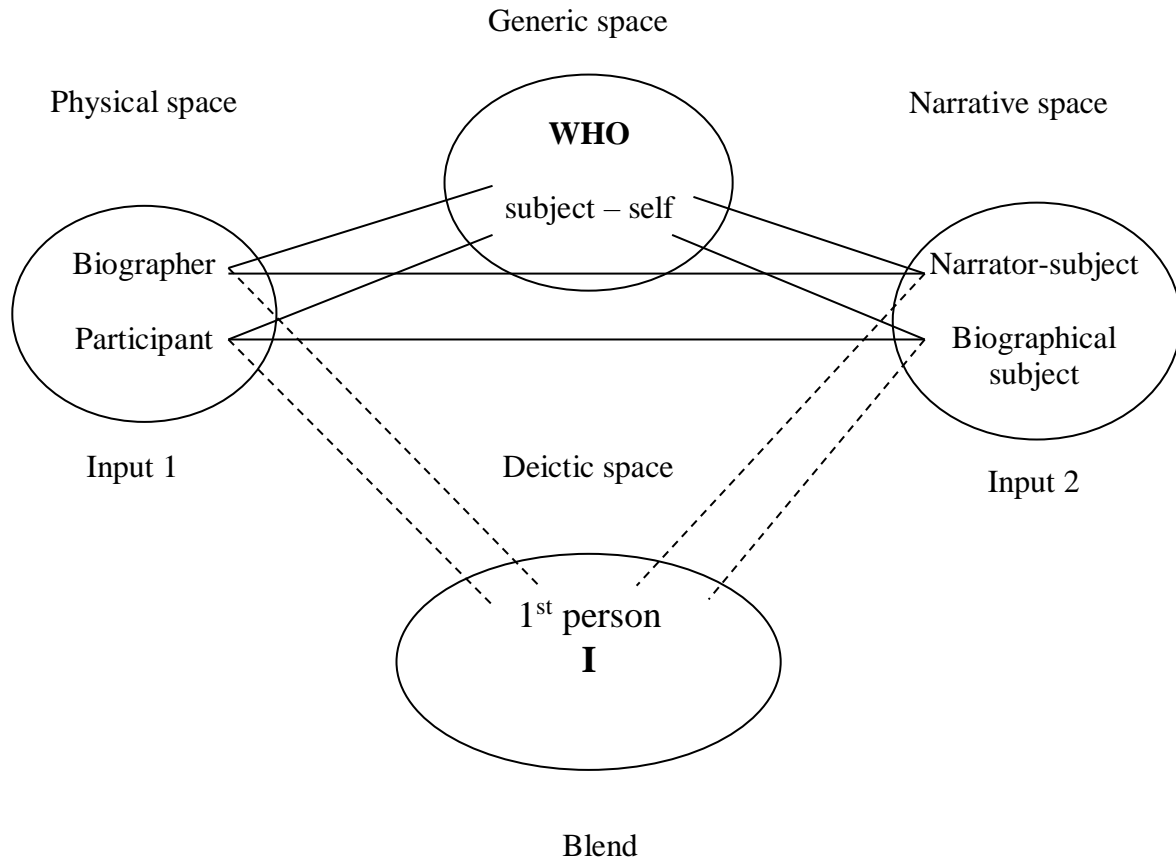 Generic space
Physical space
Narrative space
WHO
subject – self
Biographer
Participant
Narrator-subject
Biographical
subject
Input 1
Deictic space
Input 2
1st person
I
Blend